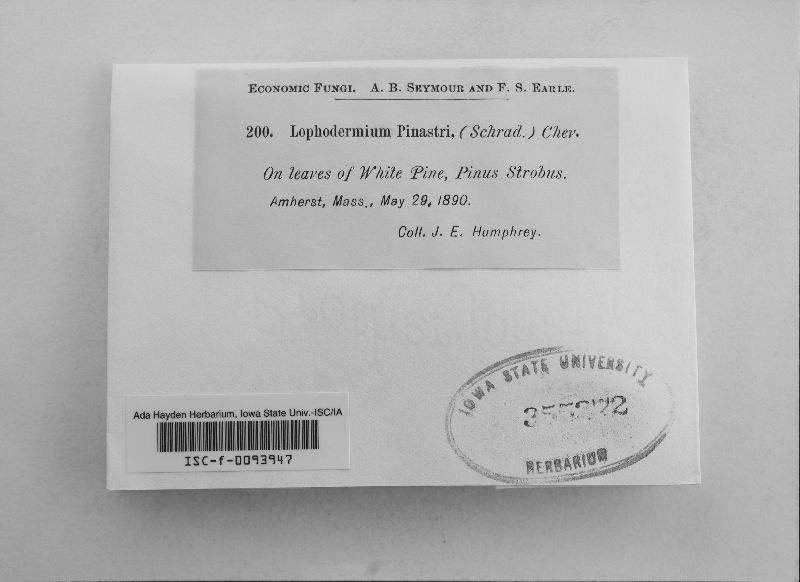 ECONOMIC FUNGI. A. B. SEYMOUR AND F. S. EARLE.
200. Lophodermium Pinastri, (Schrad.) Chev.
On leaves of White Pine, Pinus Strobus.
Amherst, Mass., May 29, 1890.
Coll. J. E. Humphrey.
IOWA STATE UNIVERSITY
HERBARIUM
Ada Hayden Herbarium, Iowa State Univ.-ISC/IA
ISC-f-0093947